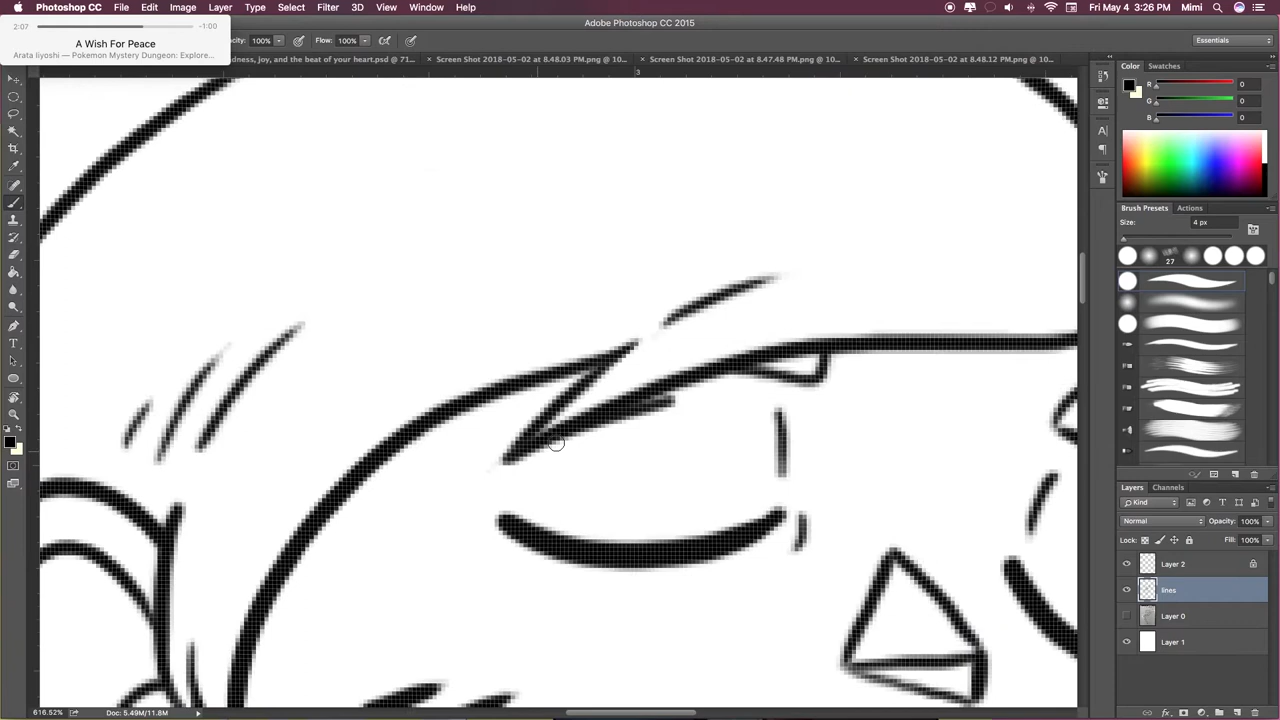 Photoshop CC File Edit Image Layer Type Select Filter 3D View Window Help Wed May 9 3:26 PM Mimi
2:07 -1:00
A Wish For Peace
Arata Iiyoshi — Pokemon Mystery Dungeon: Explore...
Adobe Photoshop CC 2015
Opacity: 100% Flow: 100% Essentials
dness, joy, and the beat of your heart.psd @ 71... × Screen Shot 2018-05-02 at 8.48.03 PM.png @ 100... × Screen Shot 2018-05-02 at 8.47.48 PM.png @ 10... × Screen Shot 2018-05-02 at 8.48.12 PM.png @ 10...
3
Color Swatches
R 0
G 0
B 0
Brush Presets Actions
Size: 4 px
27
Layers Channels
Kind
Normal Opacity: 100%
Lock: Fill: 100%
Layer 2
lines
Layer 0
Layer 1
616.52% Doc: 5.49M/11.8M